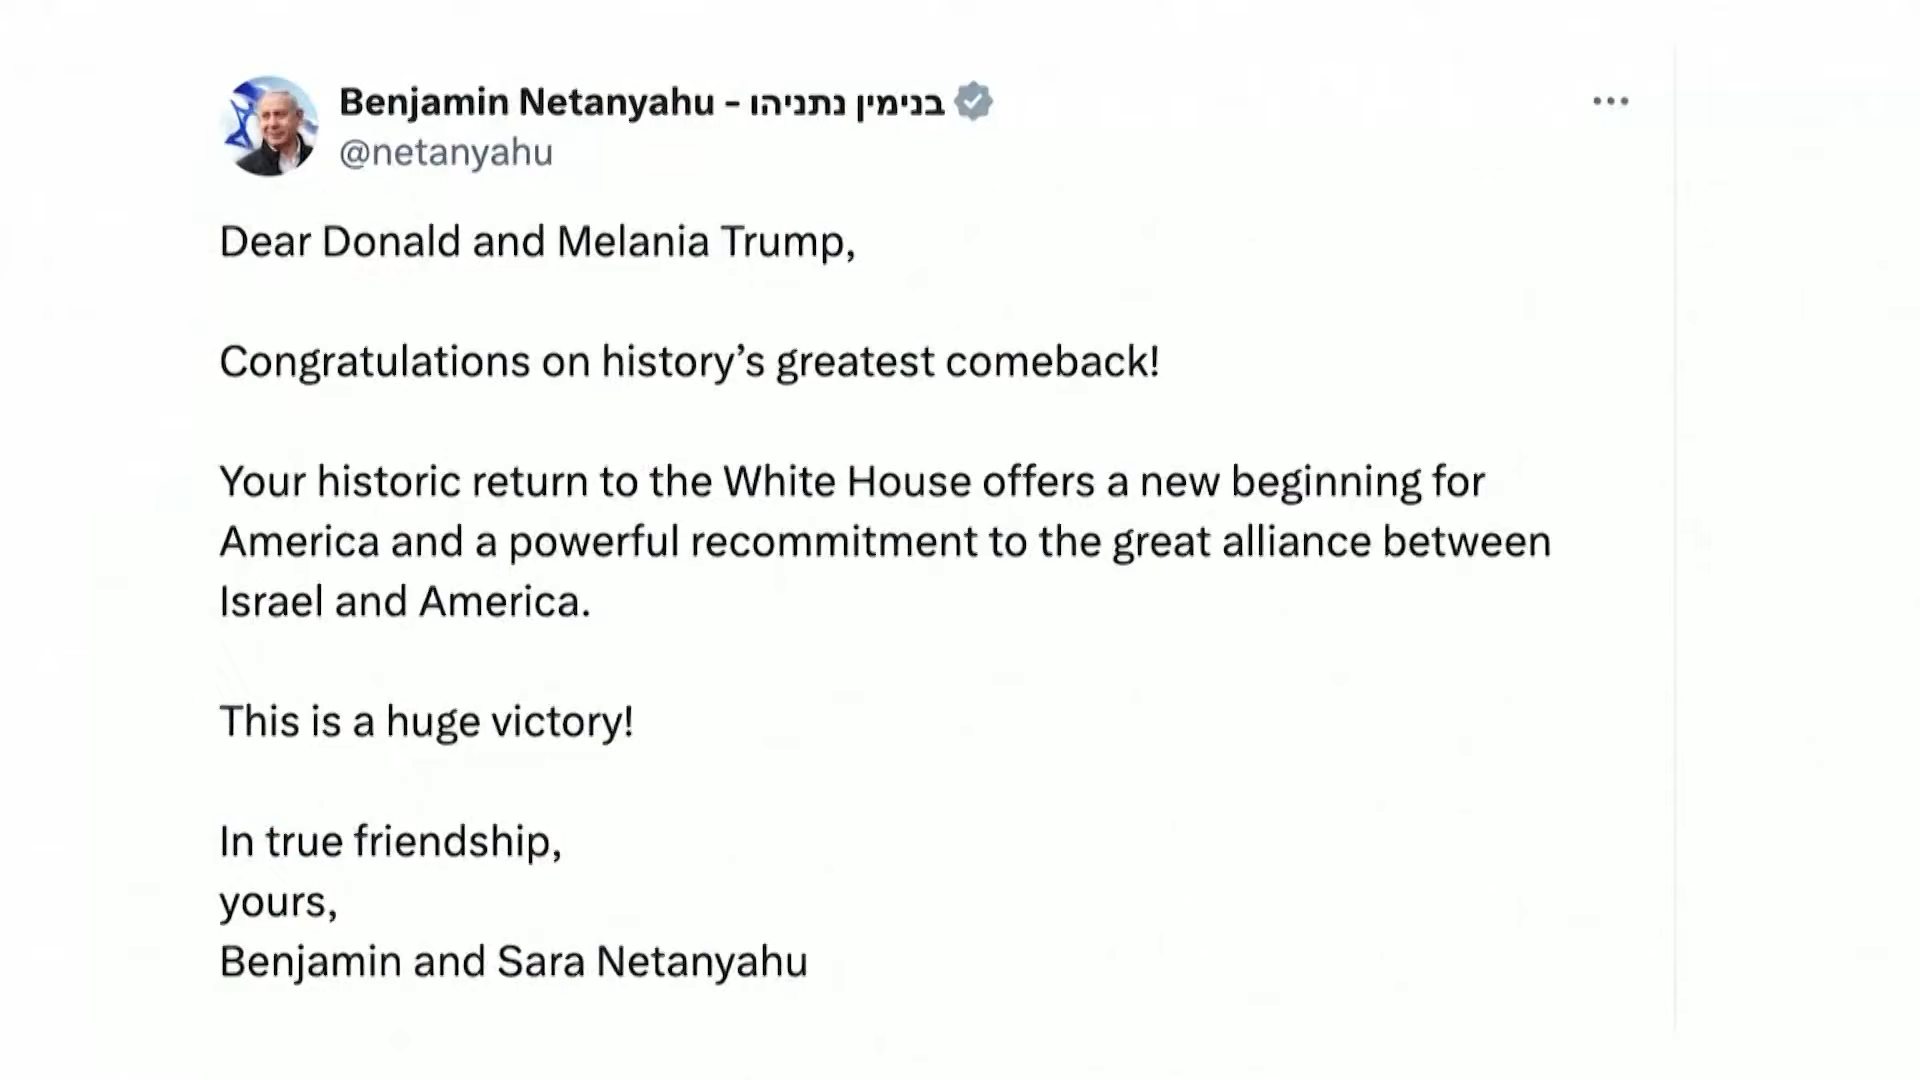 Benjamin Netanyahu - בנימין נתניהו
@netanyahu
Dear Donald and Melania Trump,
Congratulations on history’s greatest comeback!
Your historic return to the White House offers a new beginning for
America and a powerful recommitment to the great alliance between
Israel and America.
This is a huge victory!
In true friendship,
yours,
Benjamin and Sara Netanyahu